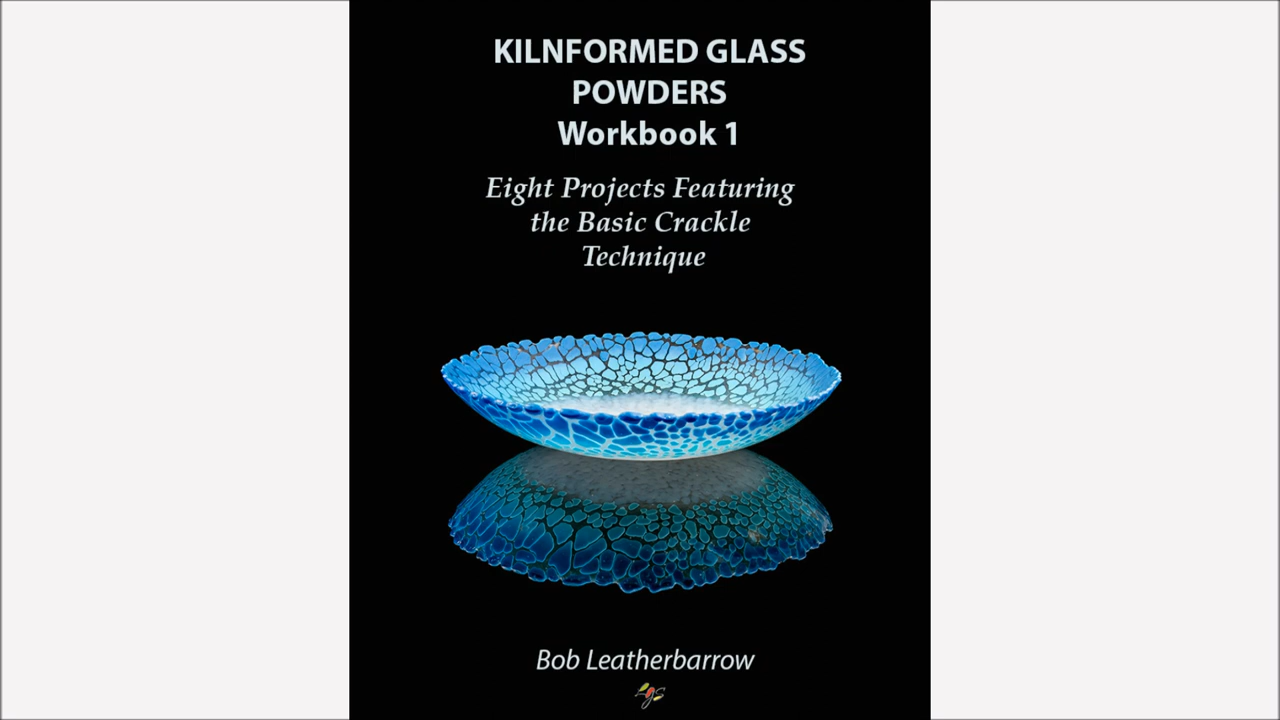 KILNFORMED GLASS
POWDERS
Workbook 1
Eight Projects Featuring
the Basic Crackle
Technique
Bob Leatherbarrow